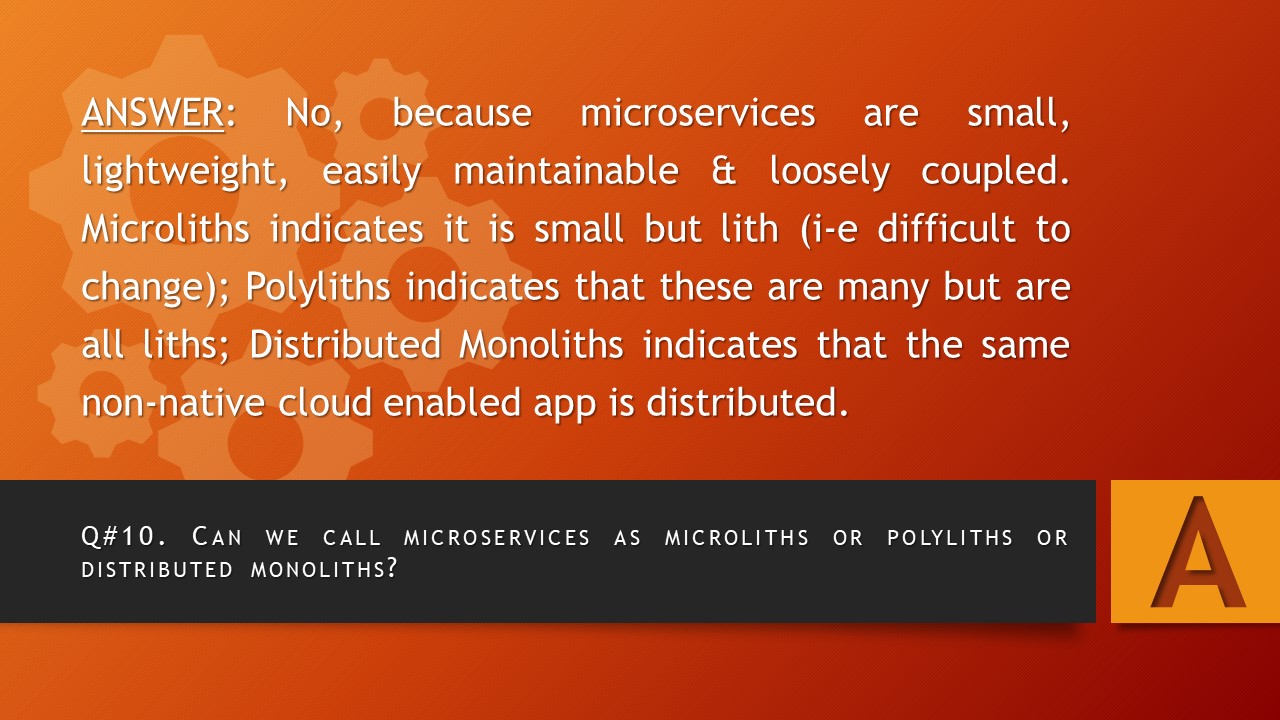 ANSWER: No, because microservices are small,
lightweight, easily maintainable & loosely coupled.
Microliths indicates it is small but lith (i-e difficult to
change); Polyliths indicates that these are many but are
all liths; Distributed Monoliths indicates that the same
non-native cloud enabled app is distributed.
Q#10. Can we call microservices as microliths or polyliths or
distributed monoliths?
A